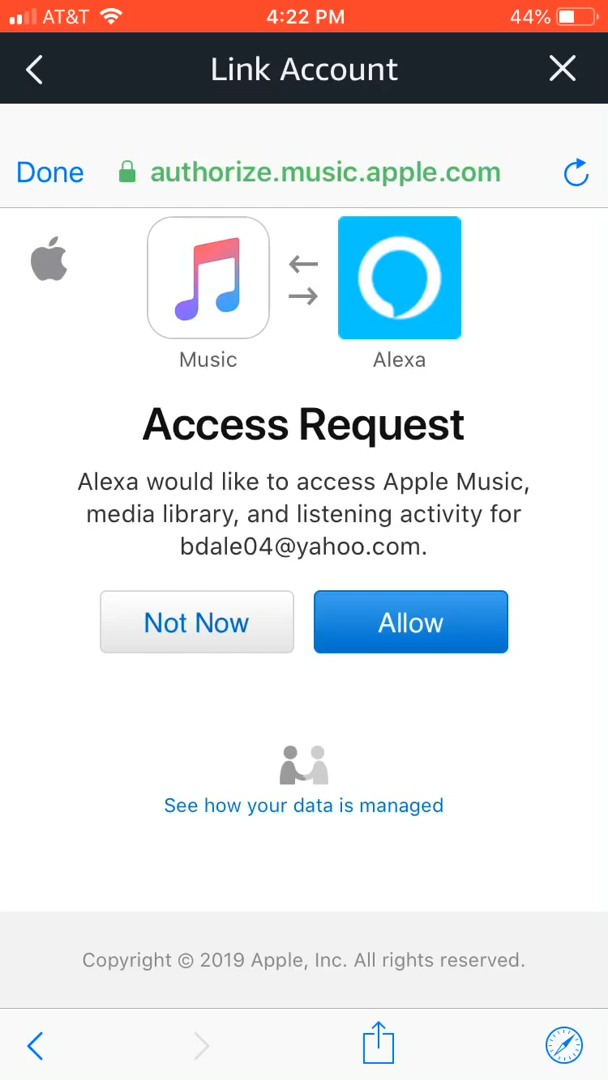 AT&T 4:22 PM 44%
Link Account
Done authorize.music.apple.com
Music Alexa
Access Request
Alexa would like to access Apple Music,
media library, and listening activity for
bdale04@yahoo.com.
Not Now Allow
See how your data is managed
Copyright © 2019 Apple, Inc. All rights reserved.